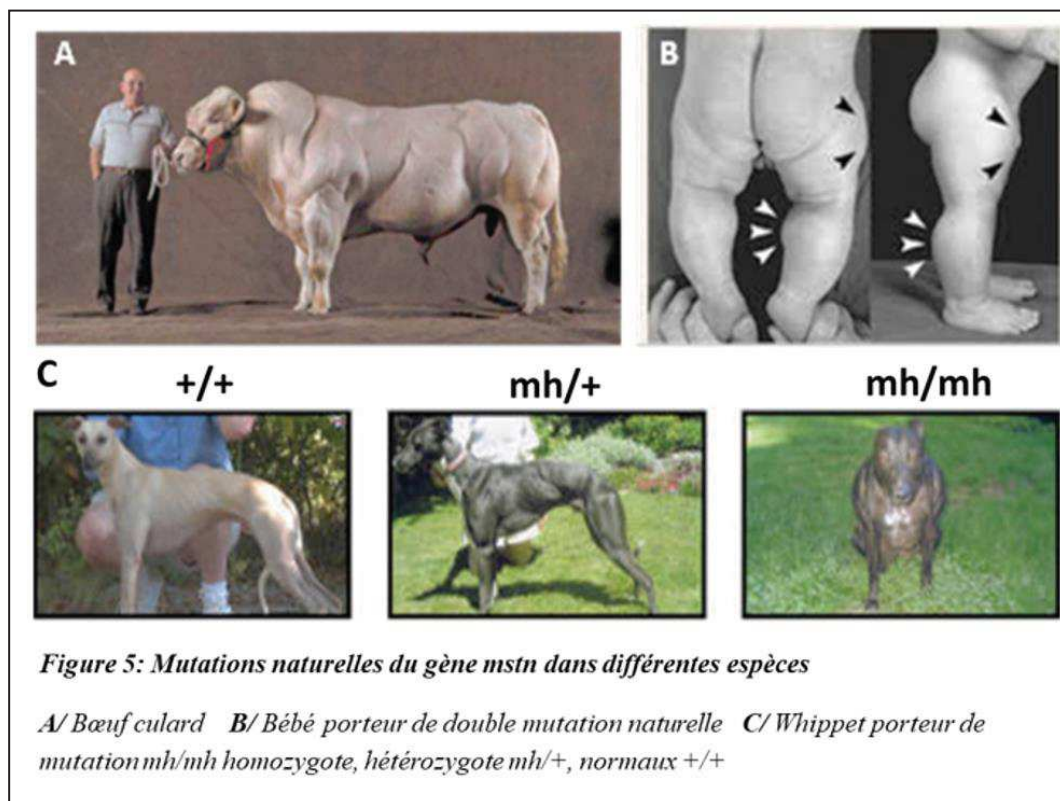 A
B
C
+/+
mh/+
mh/mh
Figure 5: Mutations naturelles du gène mstn dans différentes espèces
A/ Bœuf culard B/ Bébé porteur de double mutation naturelle C/ Whippet porteur de
mutation mh/mh homozygote, hétérozygote mh/+, normaux +/+